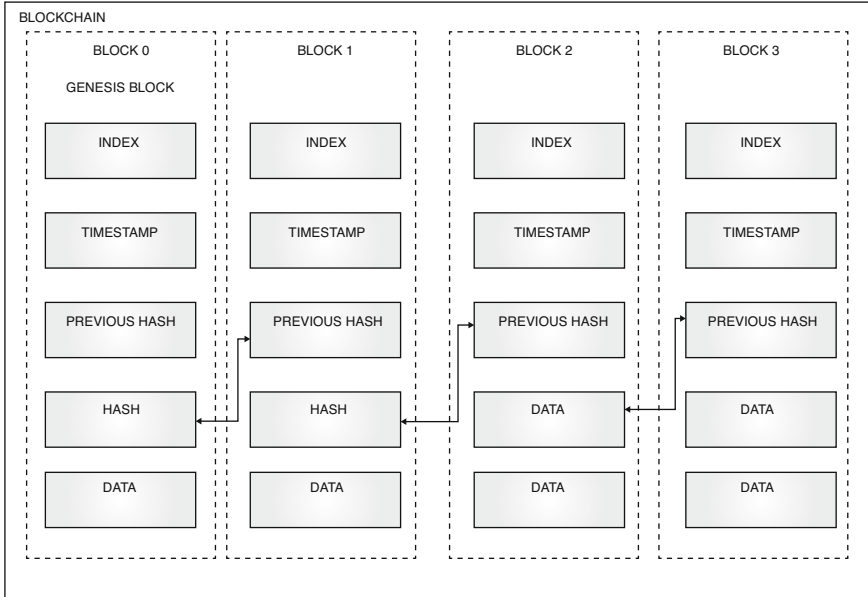 BLOCKCHAIN
BLOCK 0
GENESIS BLOCK
INDEX
TIMESTAMP
PREVIOUS HASH
HASH
DATA
BLOCK 1
INDEX
TIMESTAMP
PREVIOUS HASH
HASH
DATA
BLOCK 2
INDEX
TIMESTAMP
PREVIOUS HASH
DATA
DATA
BLOCK 3
INDEX
TIMESTAMP
PREVIOUS HASH
DATA
DATA